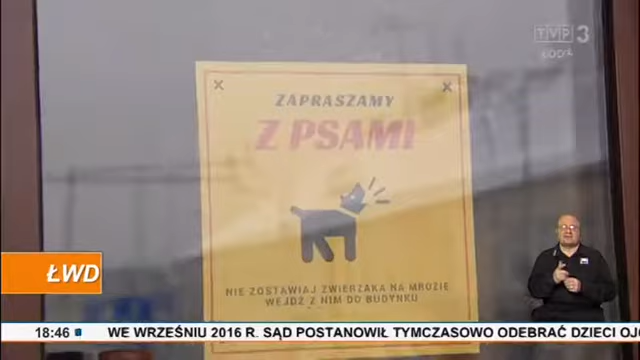 TVP 3
ŁÓDŹ
ZAPRASZAMY
Z PSAMI
NIE ZOSTAWIAJ ZWIERZAKA NA MROZIE
WEJDŹ Z NIM DO BUDYNKU
ŁWD
18:46 WE WRZEŚNIU 2016 R. SĄD POSTANOWIŁ TYMCZASOWO ODEBRAĆ DZIECI OJ